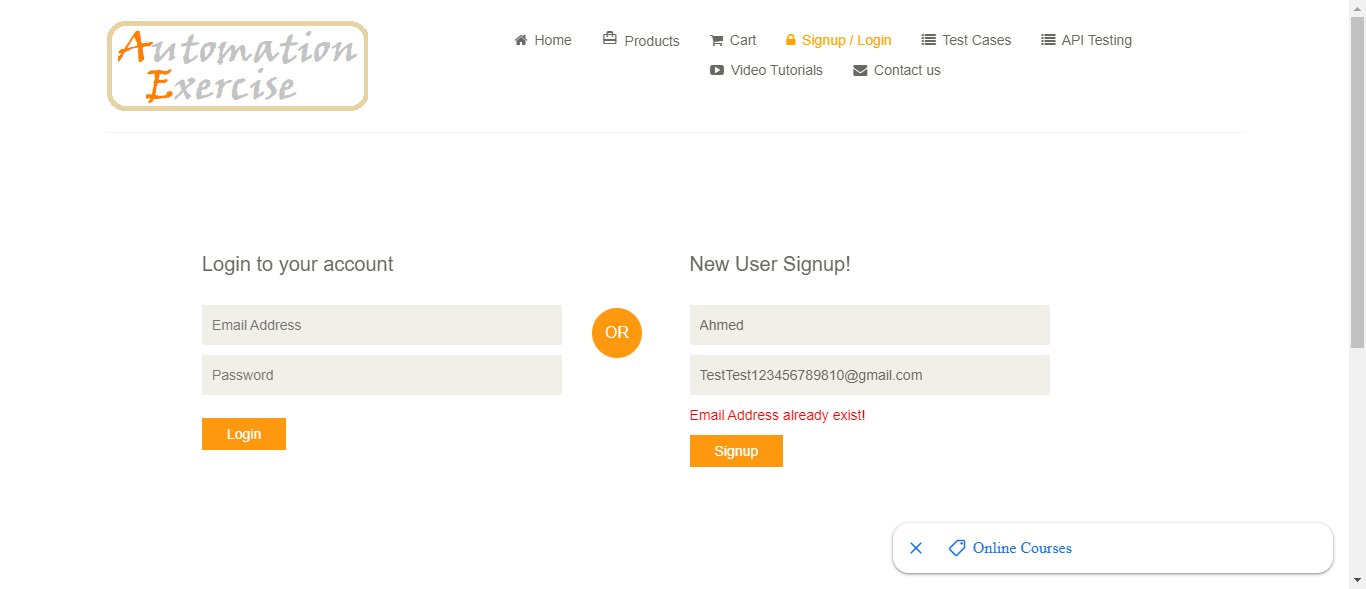 Automation
Exercise
Home
Products
Cart
Signup / Login
Test Cases
API Testing
Video Tutorials
Contact us
Login to your account
Email Address
Password
Login
OR
New User Signup!
Ahmed
TestTest123456789810@gmail.com
Email Address already exist!
Signup
Online Courses